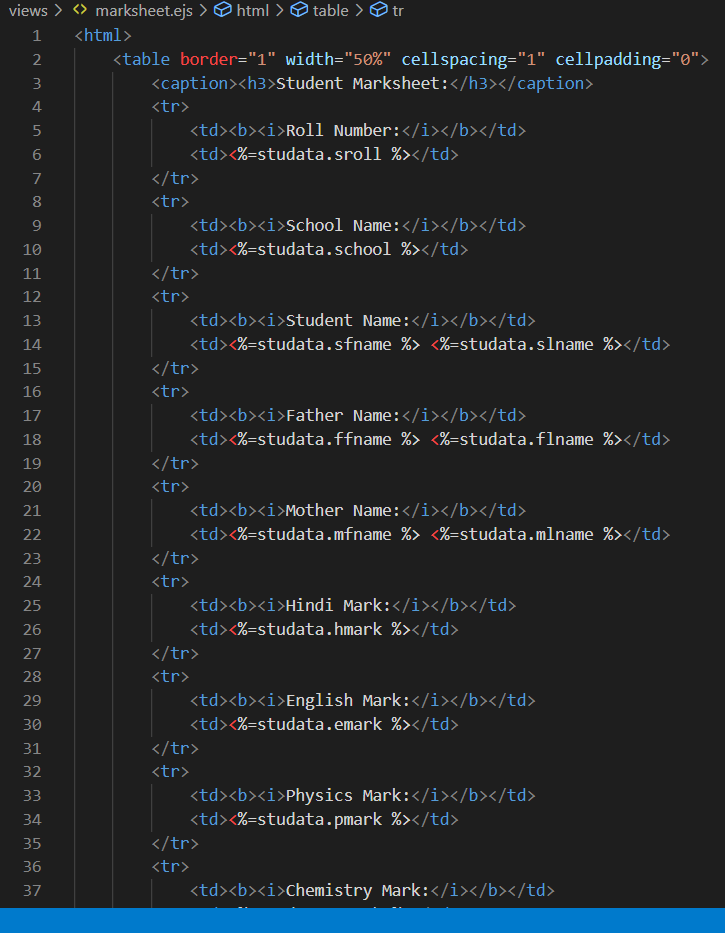 views > <> marksheet.ejs > html > table > tr
1 <html>
2 <table border="1" width="50%" cellspacing="1" cellpadding="0">
3 <caption><h3>Student Marksheet:</h3></caption>
4 <tr>
5 <td><b><i>Roll Number:</i></b></td>
6 <td><%=studata.sroll %></td>
7 </tr>
8 <tr>
9 <td><b><i>School Name:</i></b></td>
10 <td><%=studata.school %></td>
11 </tr>
12 <tr>
13 <td><b><i>Student Name:</i></b></td>
14 <td><%=studata.sfname %> <%=studata.slname %></td>
15 </tr>
16 <tr>
17 <td><b><i>Father Name:</i></b></td>
18 <td><%=studata.ffname %> <%=studata.flname %></td>
19 </tr>
20 <tr>
21 <td><b><i>Mother Name:</i></b></td>
22 <td><%=studata.mfname %> <%=studata.mlname %></td>
23 </tr>
24 <tr>
25 <td><b><i>Hindi Mark:</i></b></td>
26 <td><%=studata.hmark %></td>
27 </tr>
28 <tr>
29 <td><b><i>English Mark:</i></b></td>
30 <td><%=studata.emark %></td>
31 </tr>
32 <tr>
33 <td><b><i>Physics Mark:</i></b></td>
34 <td><%=studata.pmark %></td>
35 </tr>
36 <tr>
37 <td><b><i>Chemistry Mark:</i></b></td>